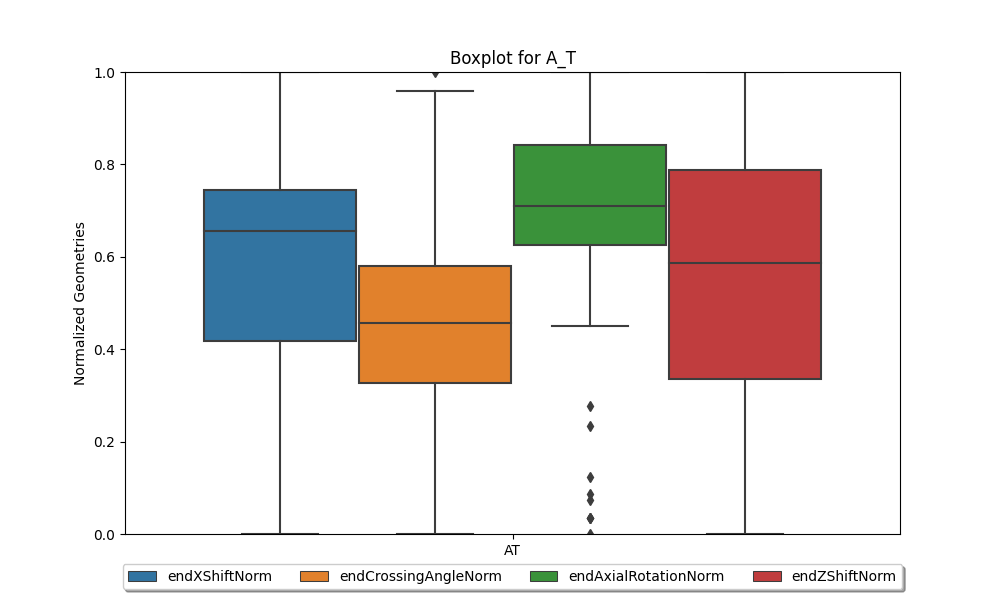 Boxplot for A_T
1.0
0.8
0.6
0.4
0.2
0.0
Normalized Geometries
AT
endXShiftNorm endCrossingAngleNorm endAxialRotationNorm endZShiftNorm